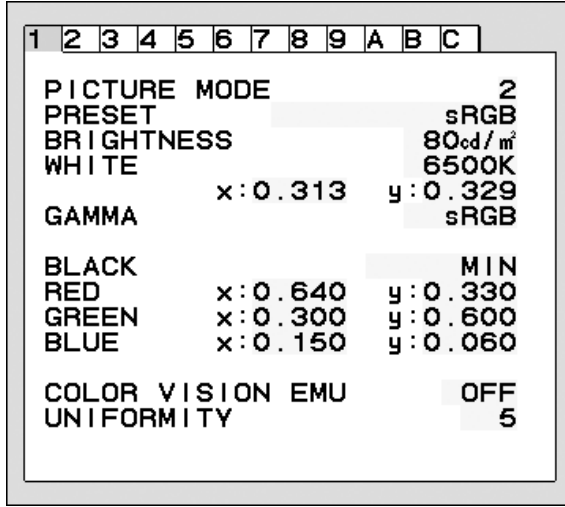 1 2 3 4 5 6 7 8 9 A B C
PICTURE MODE 2
PRESET sRGB
BRIGHTNESS 80cd/㎡
WHITE 6500K
x:0.313 y:0.329
GAMMA sRGB
BLACK MIN
RED x:0.640 y:0.330
GREEN x:0.300 y:0.600
BLUE x:0.150 y:0.060
COLOR VISION EMU OFF
UNIFORMITY 5